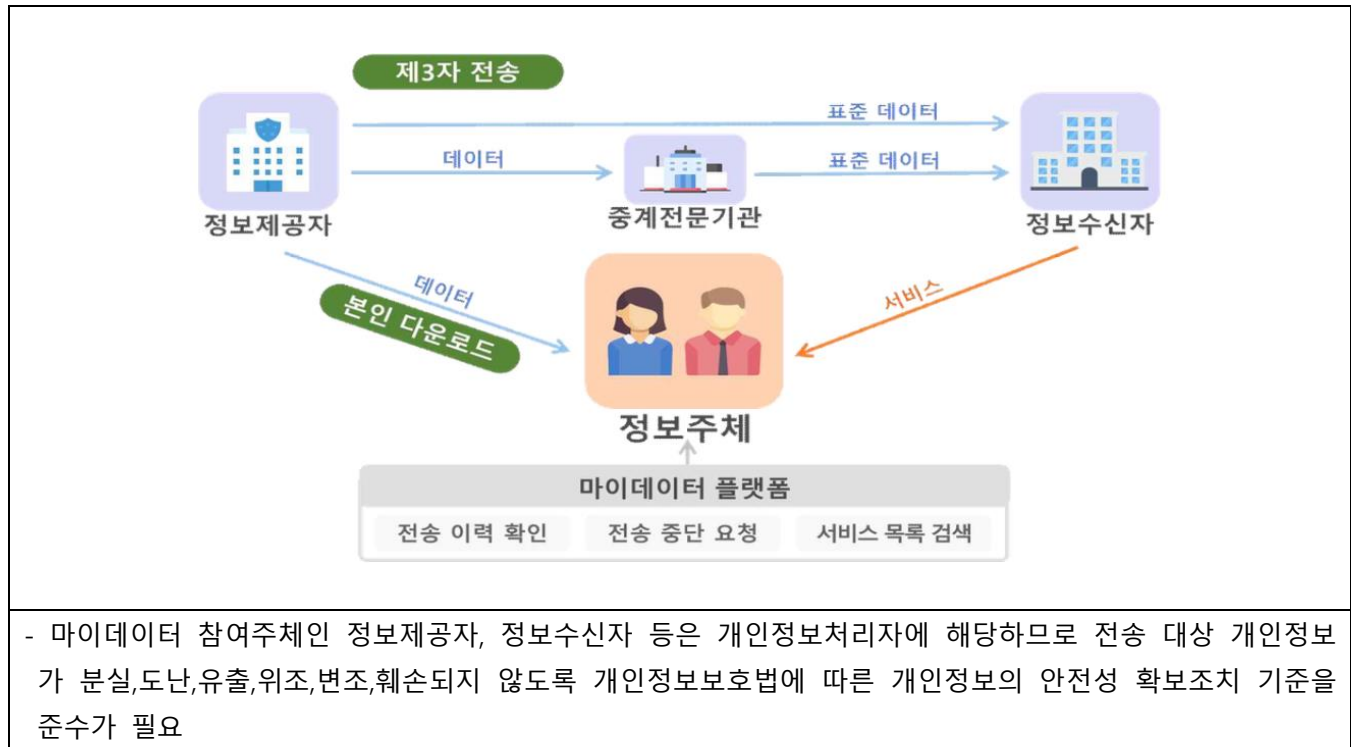 제3자 전송
표준 데이터
데이터
표준 데이터
정보제공자
중계전문기관
정보수신자
데이터
본인 다운로드
서비스
정보주체
마이데이터 플랫폼
전송 이력 확인
전송 중단 요청
서비스 목록 검색
- 마이데이터 참여주체인 정보제공자, 정보수신자 등은 개인정보처리자에 해당하므로 전송 대상 개인정보
가 분실,도난,유출,위조,변조,훼손되지 않도록 개인정보보호법에 따른 개인정보의 안전성 확보조치 기준을
준수가 필요